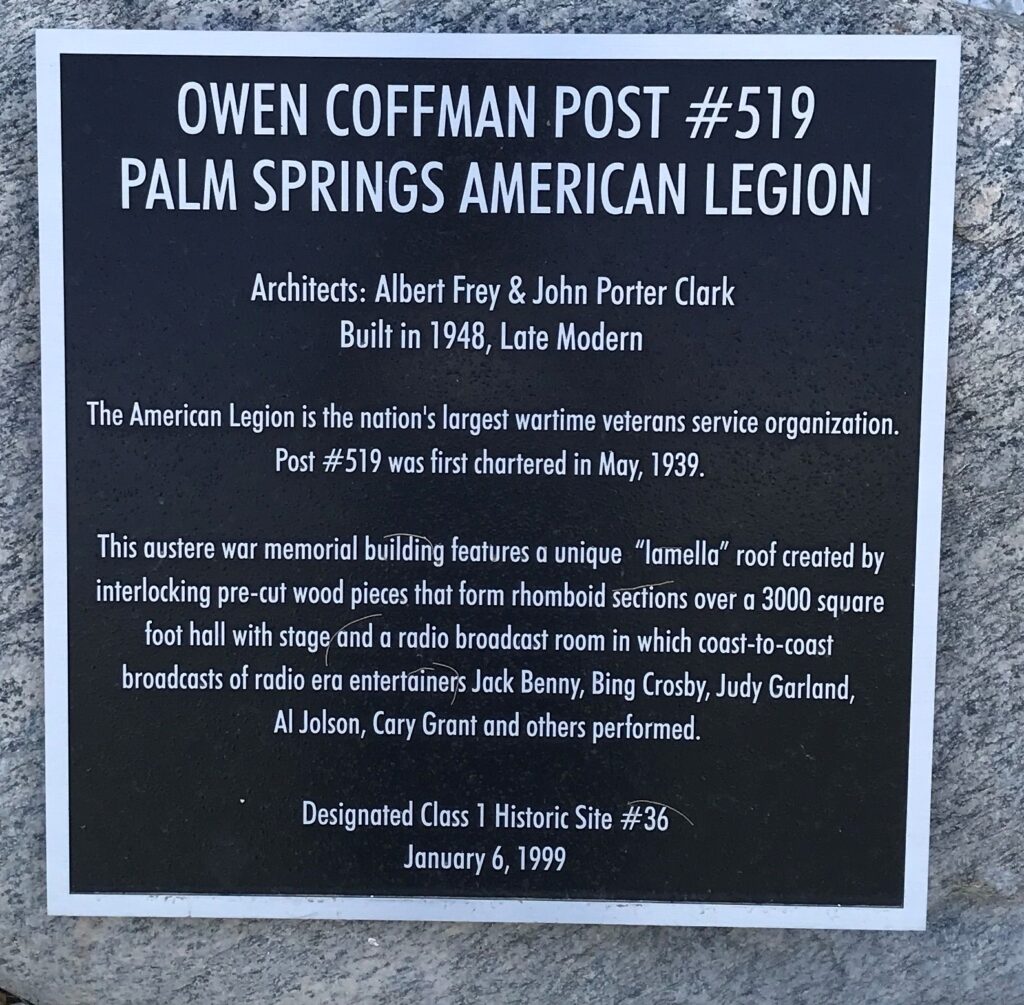 OWEN COFFMAN POST #519
PALM SPRINGS AMERICAN LEGION
Architects: Albert Frey & John Porter Clark
Built in 1948, Late Modern
The American Legion is the nation's largest wartime veterans service organization.
Post #519 was first chartered in May, 1939.
This austere war memorial building features a unique “lamella” roof created by
interlocking pre-cut wood pieces that form rhomboid sections over a 3000 square
foot hall with stage and a radio broadcast room in which coast-to-coast
broadcasts of radio era entertainers Jack Benny, Bing Crosby, Judy Garland,
Al Jolson, Cary Grant and others performed.
Designated Class 1 Historic Site #36
January 6, 1999